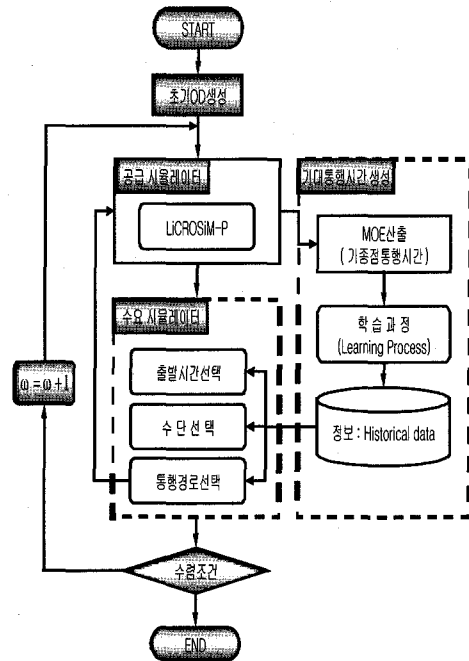 START
초기OD생성
공급 시뮬레이터
LiCROSiM-P
기대통행시간 생성
MOE산출
( 기종점통행시간 )
학습과정
(Learning Process)
정보 : Historical data
수요 시뮬레이터
출발시간선택
수단선택
통행경로선택
ω=ω+1
수렴조건
END